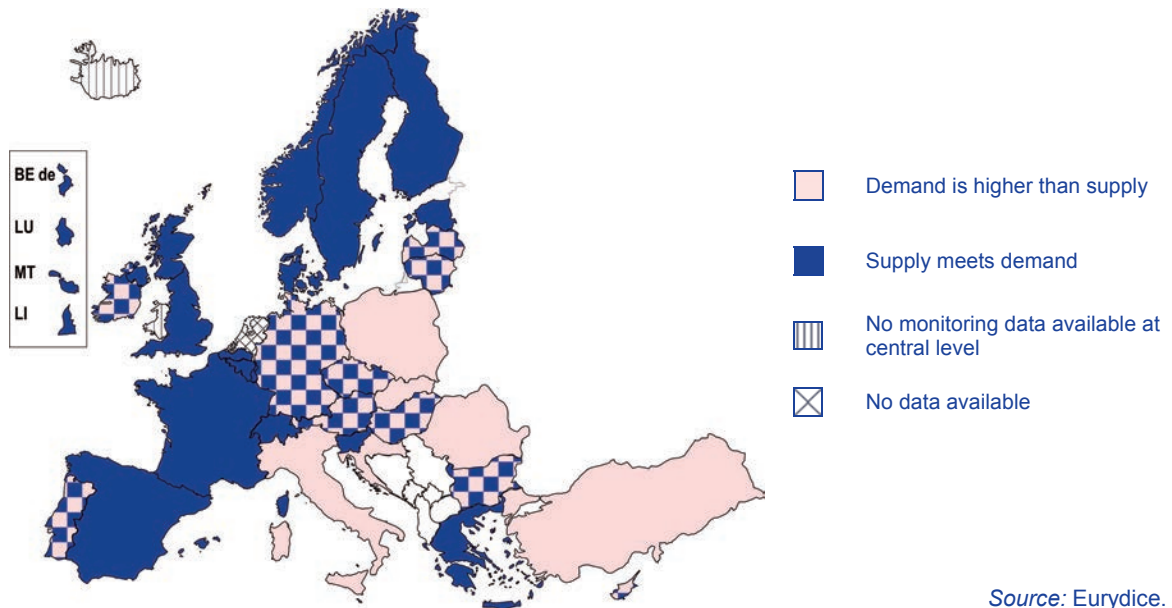 BE de
LU
MT
LI
Demand is higher than supply
Supply meets demand
No monitoring data available at
central level
No data available
Source: Eurydice.